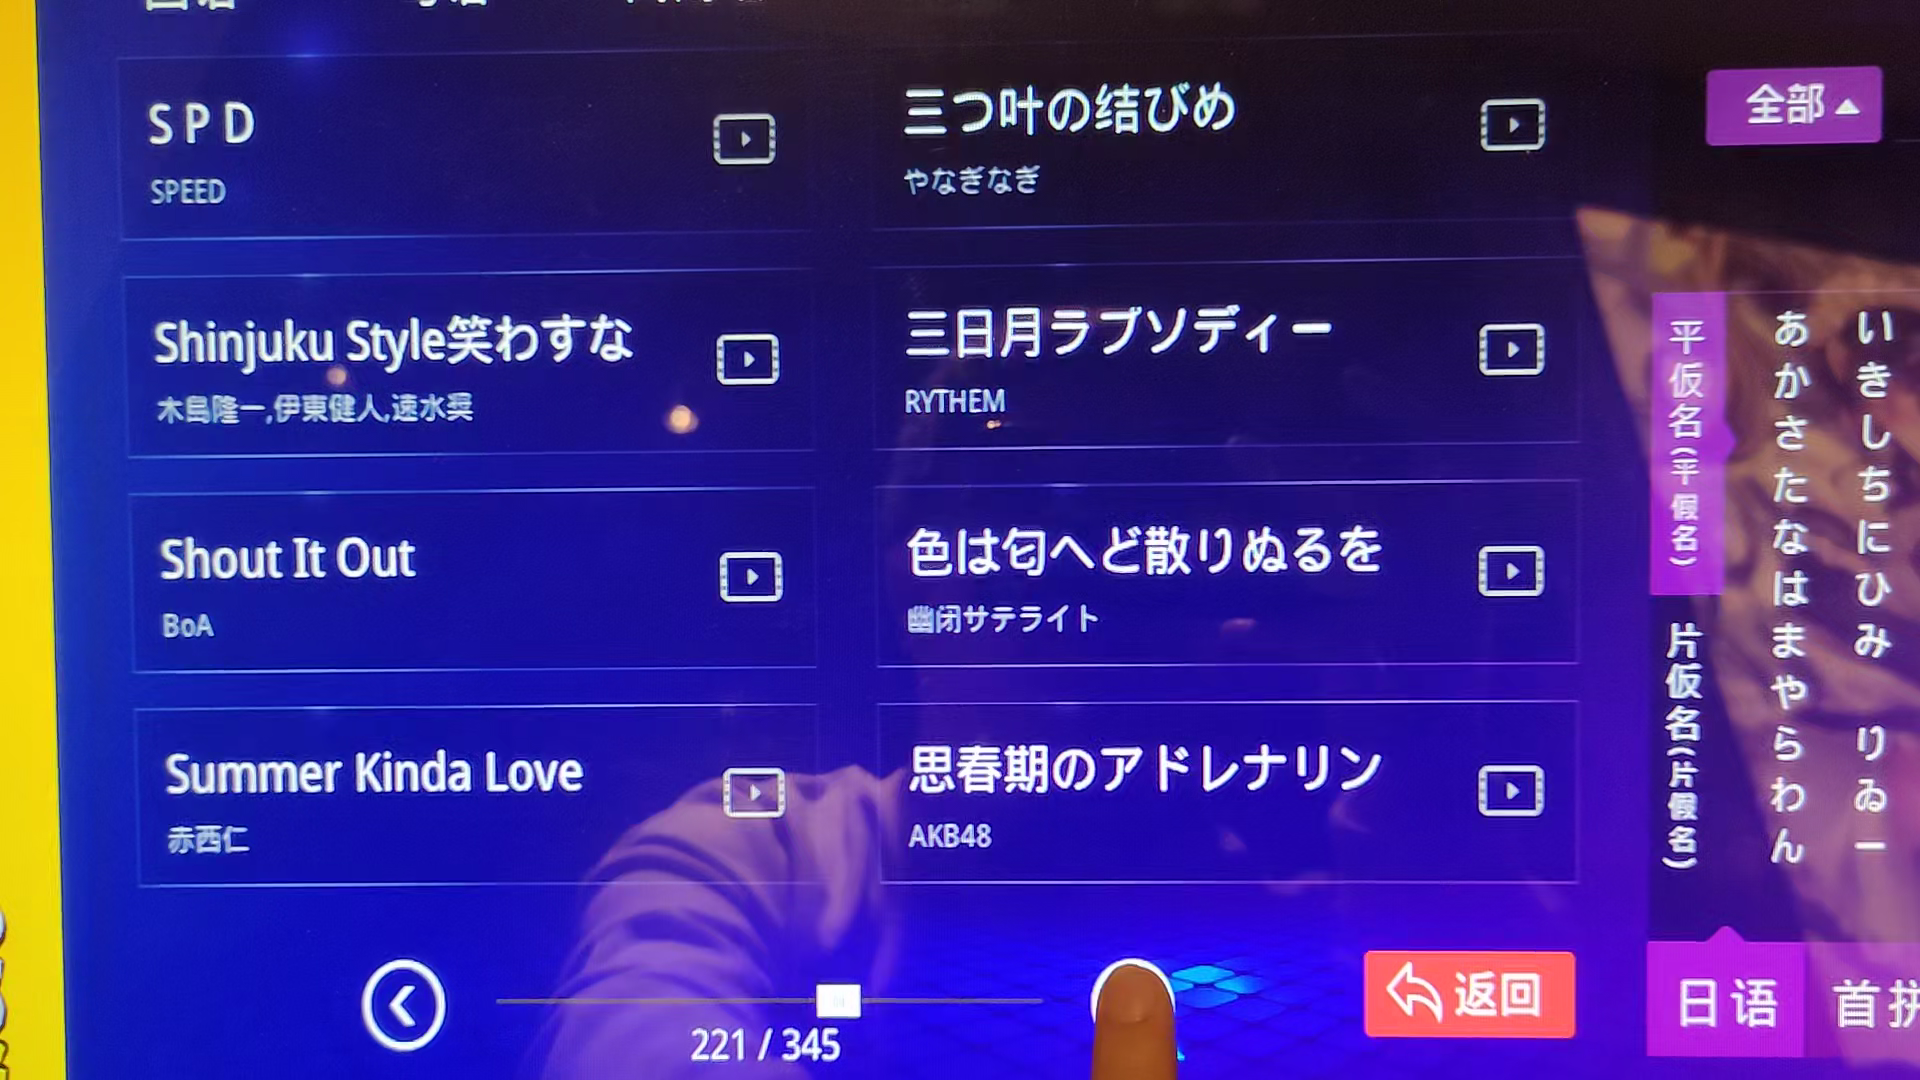 S P D
SPEED
三つ叶の结びめ
やなぎなぎ
Shinjuku Style笑わすな
木島隆一,伊東健人,速水奨
三日月ラブソディー
RYTHEM
Shout It Out
BoA
色は匂へど散りぬるを
幽闭サテライト
Summer Kinda Love
赤西仁
思春期のアドレナリン
AKB48
221 / 345
返回
全部
平仮名(平假名)
片仮名(片假名)
あかさたなはまやらわん
いきしちにひみ りゐー
日语
首拼